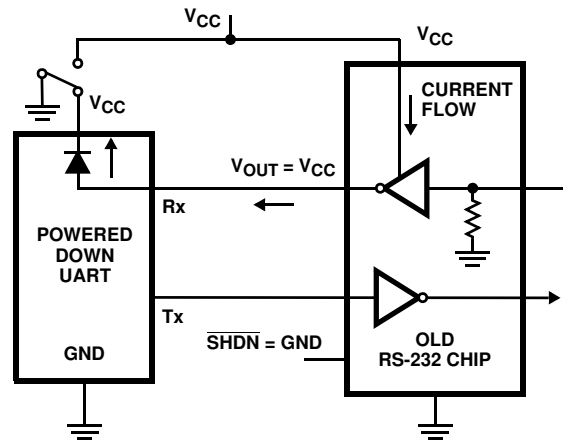 VCC
VCC
VCC
CURRENT
FLOW
VOUT = VCC
Rx
POWERED
DOWN
UART
Tx
GND
SHDN = GND
OLD
RS-232 CHIP